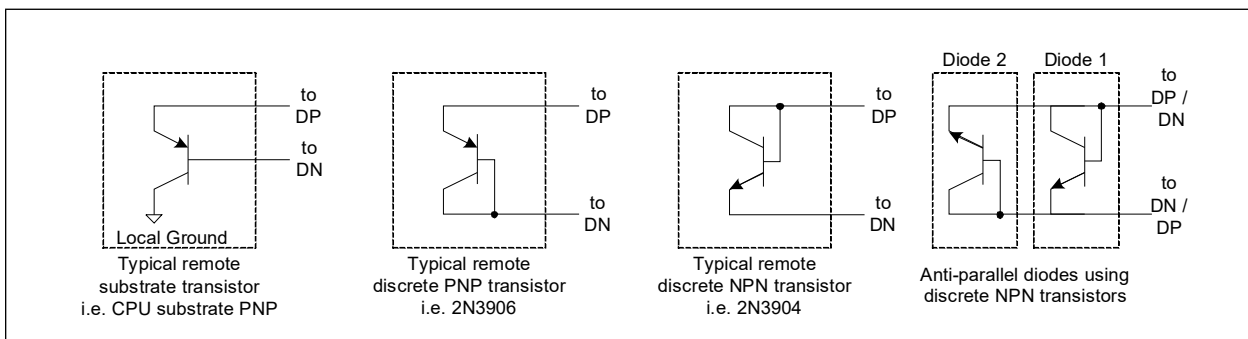 Diode 2
Diode 1
to
DP
to
DN
Local Ground
Typical remote
substrate transistor
i.e. CPU substrate PNP
to
DP
to
DN
Typical remote
discrete PNP transistor
i.e. 2N3906
to
DP
to
DN
Typical remote
discrete NPN transistor
i.e. 2N3904
to
DP /
DN
to
DN /
DP
Anti-parallel diodes using
discrete NPN transistors